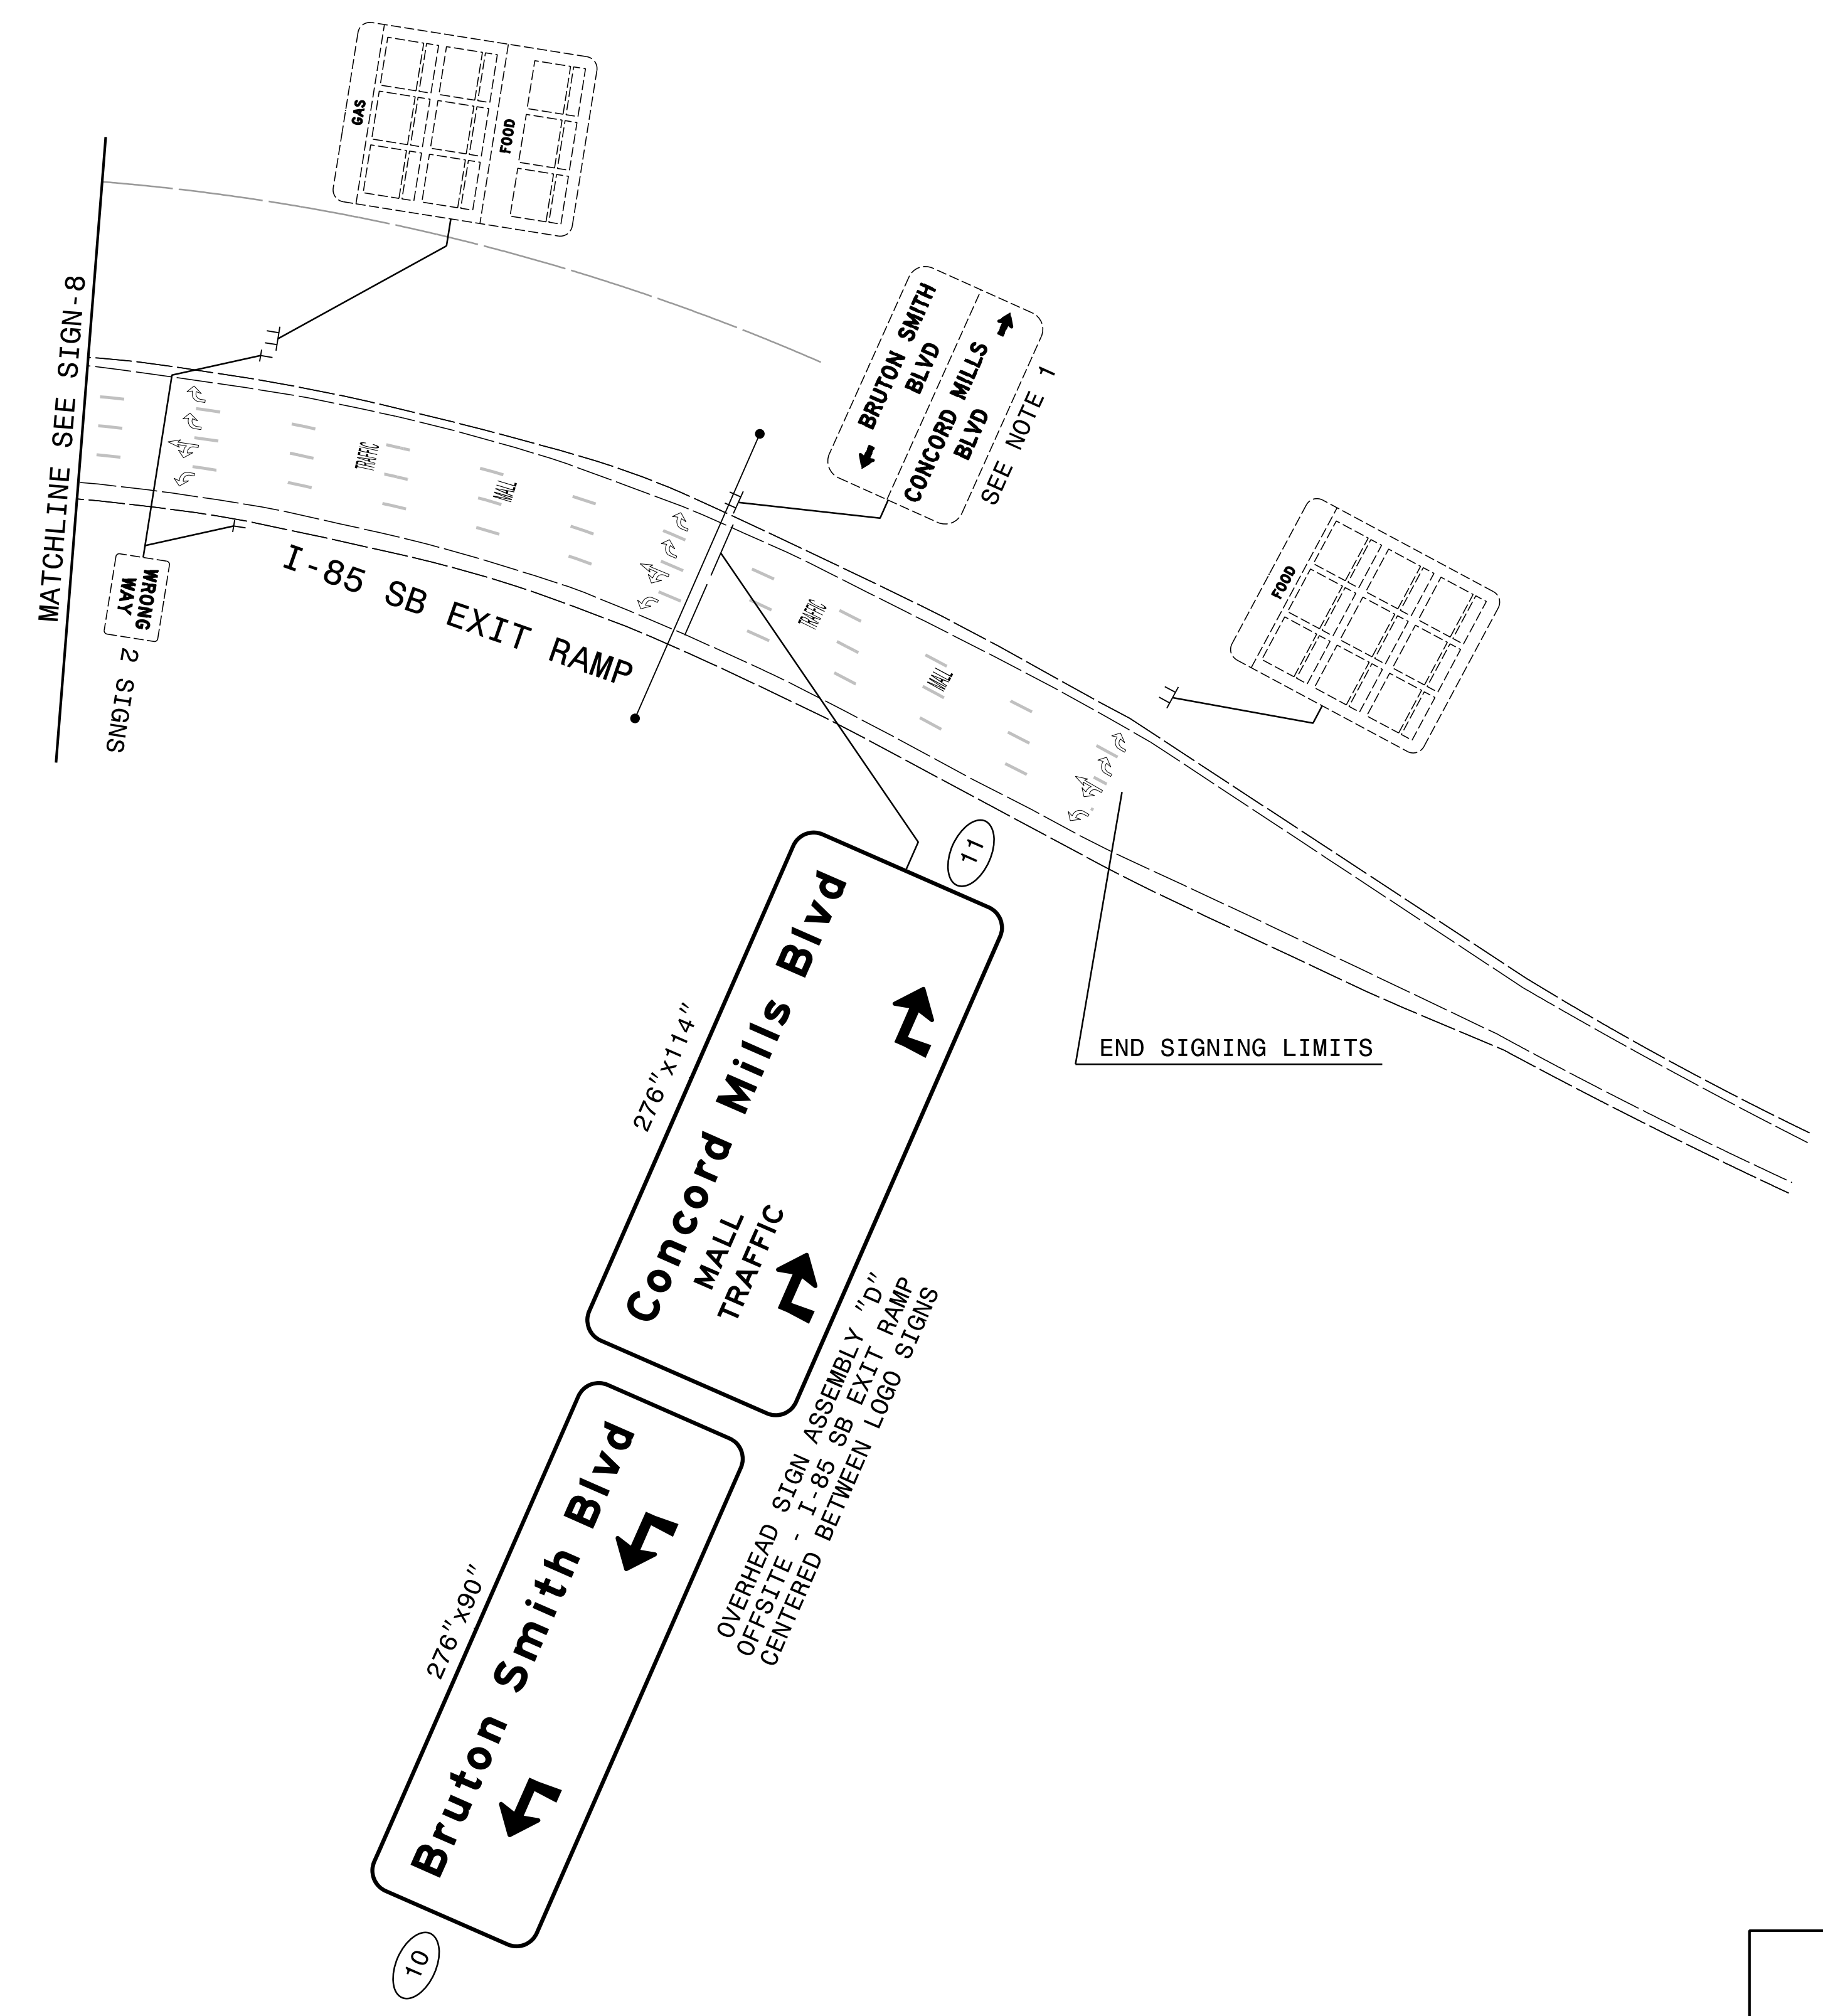 GAS
FOOD
MATCHLINE SEE SIGN-8
BRUTON SMITH
BLVD
CONCORD MILLS
BLVD
SEE NOTE 1
TRAFFIC
MALL
FOOD
WRONG
WAY
2 SIGNS
I-85 SB EXIT RAMP
TRAFFIC
MALL
11
276"x114"
Concord Mills Blvd
MALL
TRAFFIC
END SIGNING LIMITS
OVERHEAD SIGN ASSEMBLY "D"
OFFSITE - I-85 SB EXIT RAMP
CENTERED BETWEEN LOGO SIGNS
276"x90"
Bruton Smith Blvd
10